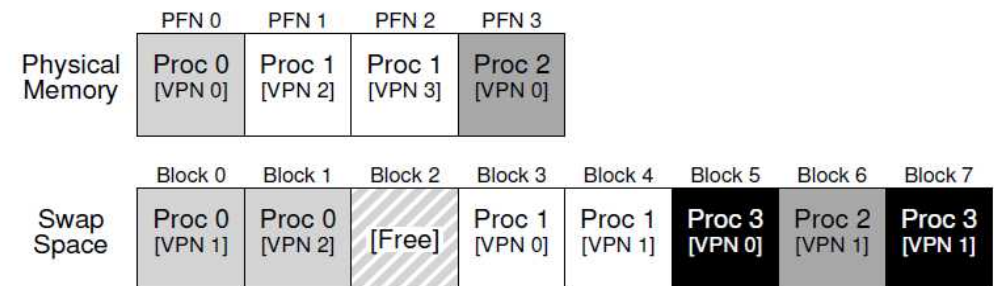 PFN 0 PFN 1 PFN 2 PFN 3
Physical Memory
Proc 0 [VPN 0]
Proc 1 [VPN 2]
Proc 1 [VPN 3]
Proc 2 [VPN 0]
Block 0 Block 1 Block 2 Block 3 Block 4 Block 5 Block 6 Block 7
Swap Space
Proc 0 [VPN 1]
Proc 0 [VPN 2]
[Free]
Proc 1 [VPN 0]
Proc 1 [VPN 1]
Proc 3 [VPN 0]
Proc 2 [VPN 1]
Proc 3 [VPN 1]